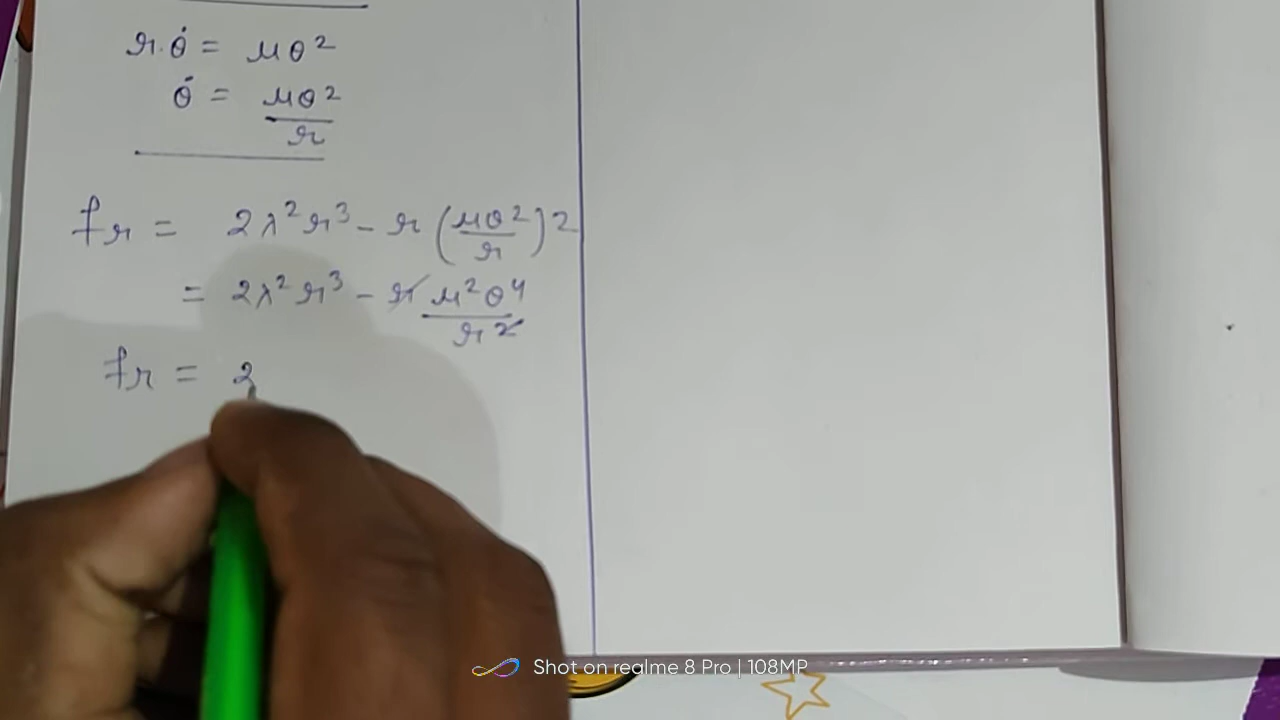 r.θ̇ = μθ²
θ̇ = μθ²/r
fr = 2λ²r³ - r (μθ²/r)²
= 2λ²r³ - r μ²θ⁴/r²
fr = 2
Shot on realme 8 Pro | 108MP